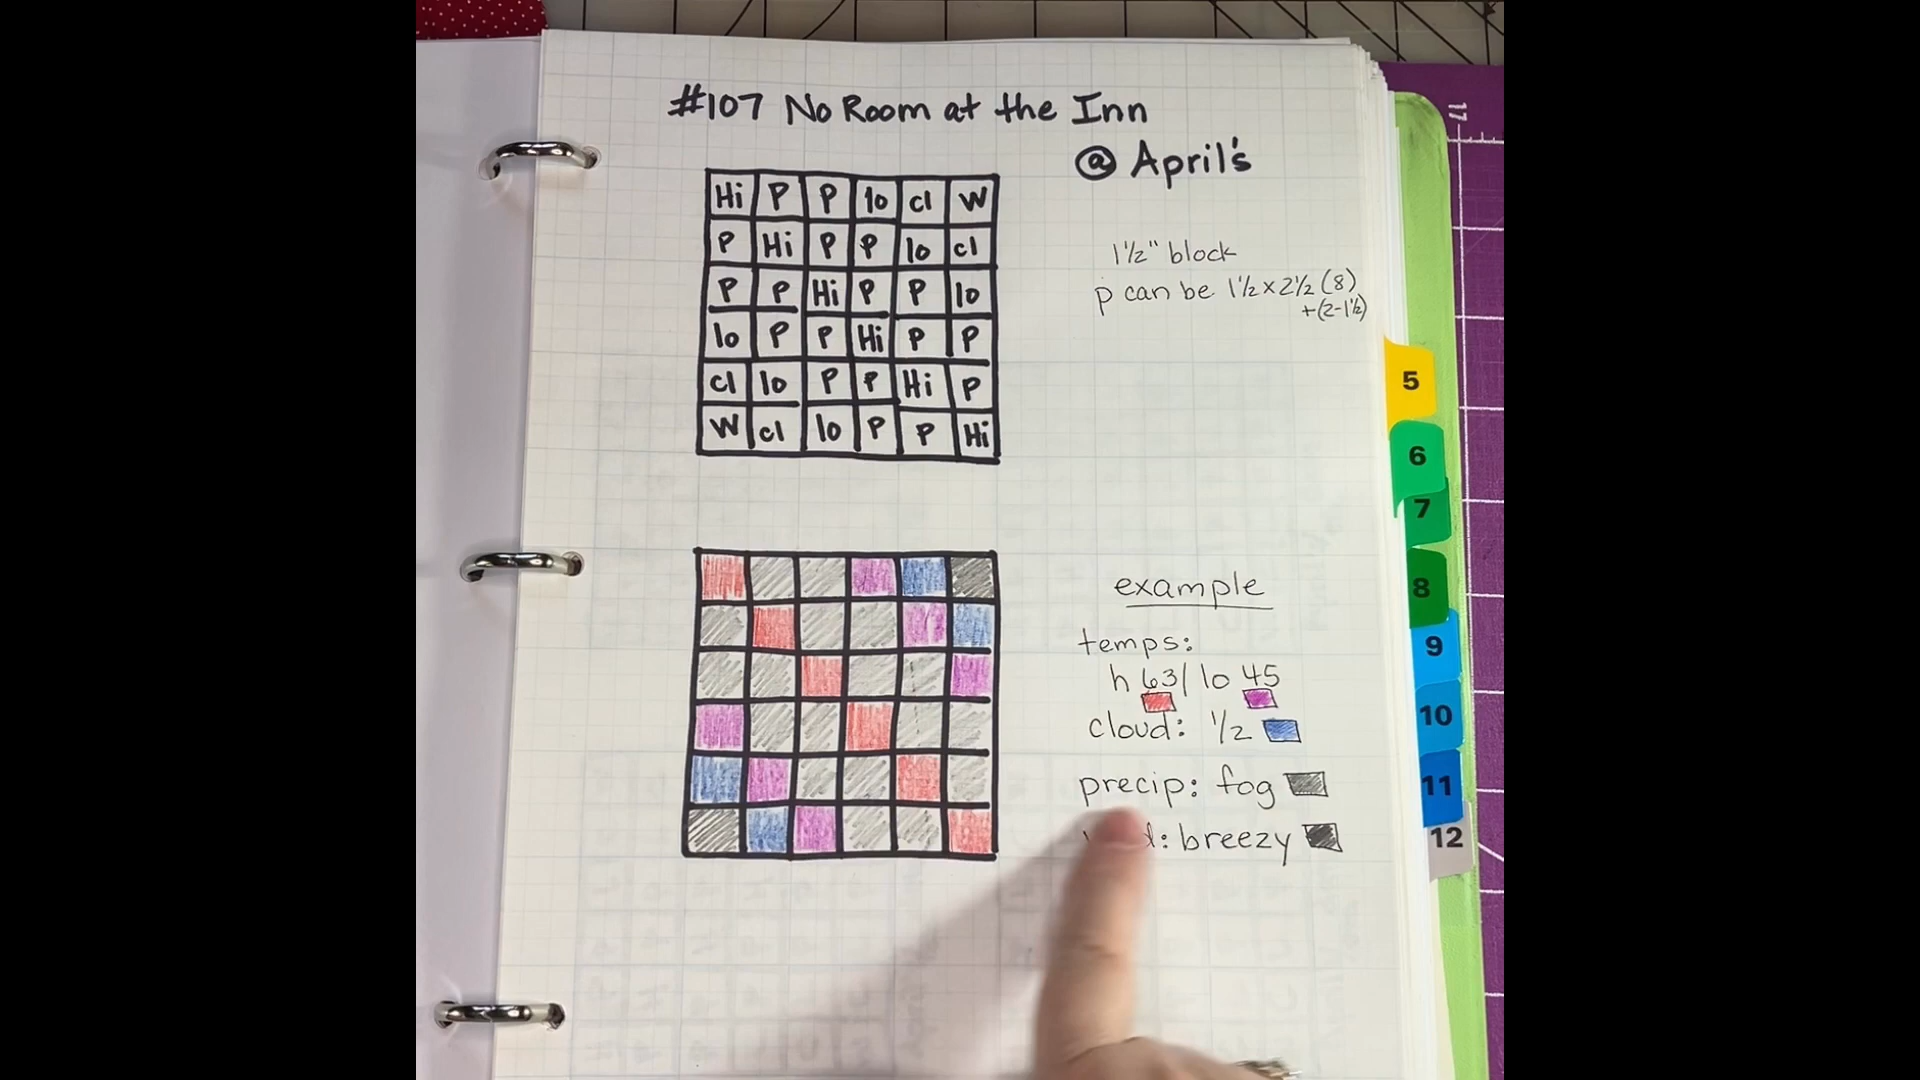 #107 No Room at the Inn
@ April's
Hi P P lo cl W
P Hi P P lo cl
P P Hi P P lo
lo P P Hi P P
cl lo P P Hi P
W cl lo P P Hi
1½" block
p can be 1½ x 2½ (8)
+(2-1½)
example
temps:
h 63/ lo 45
cloud: ½
precip: fog
: breezy
5
6
7
8
9
10
11
12